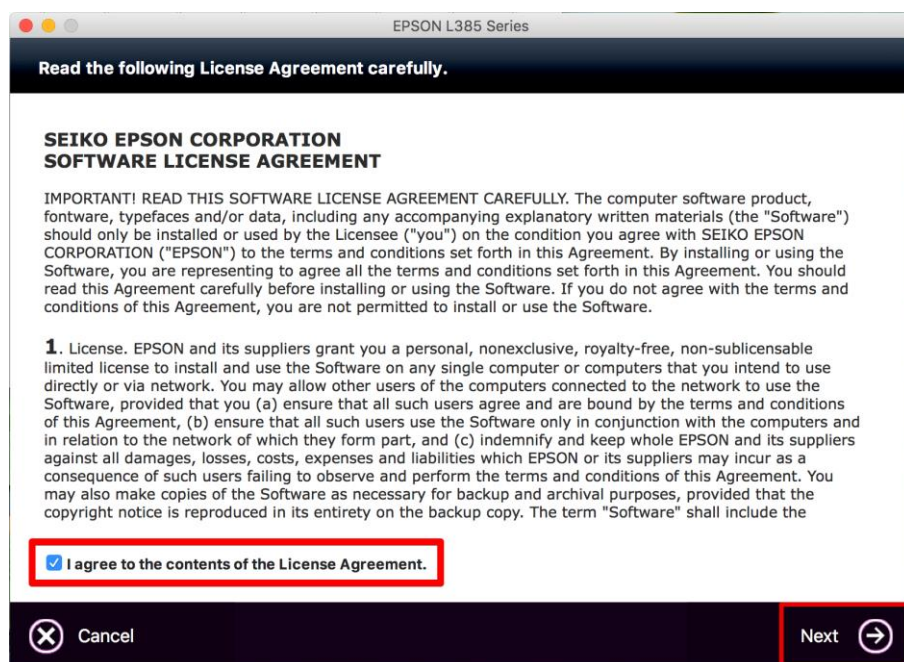 EPSON L385 Series
Read the following License Agreement carefully.
SEIKO EPSON CORPORATION
SOFTWARE LICENSE AGREEMENT
IMPORTANT! READ THIS SOFTWARE LICENSE AGREEMENT CAREFULLY. The computer software product,
fontware, typefaces and/or data, including any accompanying explanatory written materials (the "Software")
should only be installed or used by the Licensee ("you") on the condition you agree with SEIKO EPSON
CORPORATION ("EPSON") to the terms and conditions set forth in this Agreement. By installing or using the
Software, you are representing to agree all the terms and conditions set forth in this Agreement. You should
read this Agreement carefully before installing or using the Software. If you do not agree with the terms and
conditions of this Agreement, you are not permitted to install or use the Software.
1. License. EPSON and its suppliers grant you a personal, nonexclusive, royalty-free, non-sublicensable
limited license to install and use the Software on any single computer or computers that you intend to use
directly or via network. You may allow other users of the computers connected to the network to use the
Software, provided that you (a) ensure that all such users agree and are bound by the terms and conditions
of this Agreement, (b) ensure that all such users use the Software only in conjunction with the computers and
in relation to the network of which they form part, and (c) indemnify and keep whole EPSON and its suppliers
against all damages, losses, costs, expenses and liabilities which EPSON or its suppliers may incur as a
consequence of such users failing to observe and perform the terms and conditions of this Agreement. You
may also make copies of the Software as necessary for backup and archival purposes, provided that the
copyright notice is reproduced in its entirety on the backup copy. The term "Software" shall include the
I agree to the contents of the License Agreement.
Cancel
Next